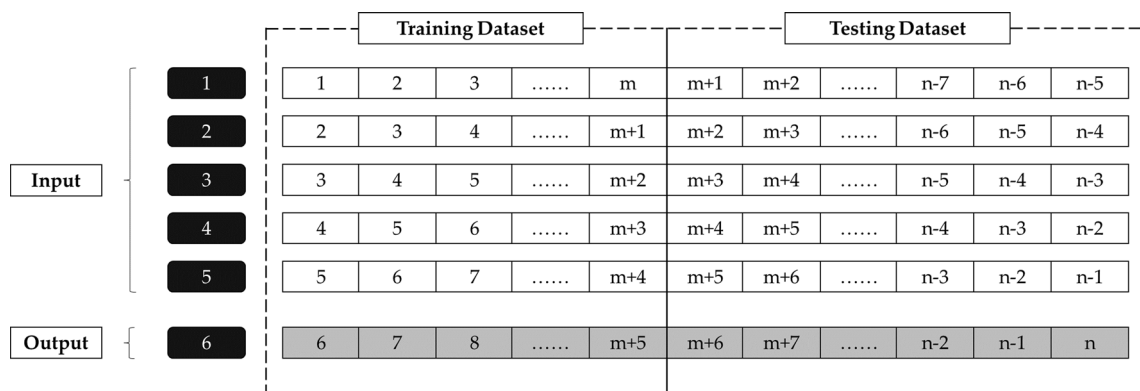 Training Dataset Testing Dataset
1 1 2 3 …… m m+1 m+2 …… n-7 n-6 n-5
2 2 3 4 …… m+1 m+2 m+3 …… n-6 n-5 n-4
Input 3 3 4 5 …… m+2 m+3 m+4 …… n-5 n-4 n-3
4 4 5 6 …… m+3 m+4 m+5 …… n-4 n-3 n-2
5 5 6 7 …… m+4 m+5 m+6 …… n-3 n-2 n-1
Output 6 6 7 8 …… m+5 m+6 m+7 …… n-2 n-1 n